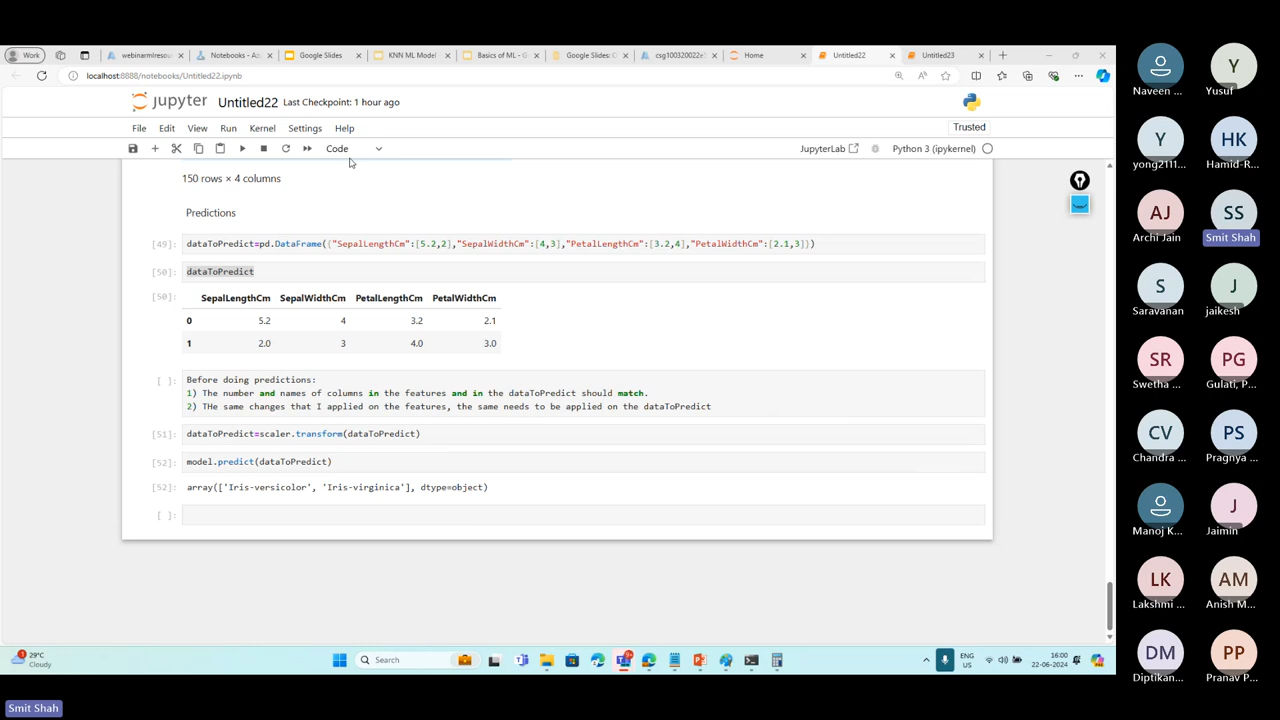 Work
webinarmlresource
Notebooks - Az
Google Slides
KNN ML Model
Basics of ML - G
Google Slides: O
csg100320022e3
Home
Untitled22
Untitled23
localhost:8888/notebooks/Untitled22.ipynb
jupyter Untitled22 Last Checkpoint: 1 hour ago
File Edit View Run Kernel Settings Help
Trusted
Code
JupyterLab
Python 3 (ipykernel)
150 rows × 4 columns
Predictions
[49]: dataToPredict=pd.DataFrame({"SepalLengthCm":[5.2,2],"SepalWidthCm":[4,3],"PetalLengthCm":[3.2,4],"PetalWidthCm":[2.1,3]})
[50]: dataToPredict
[50]: SepalLengthCm SepalWidthCm PetalLengthCm PetalWidthCm
0 5.2 4 3.2 2.1
1 2.0 3 4.0 3.0
[ ]: Before doing predictions:
1) The number and names of columns in the features and in the dataToPredict should match.
2) THe same changes that I applied on the features, the same needs to be applied on the dataToPredict
[51]: dataToPredict=scaler.transform(dataToPredict)
[52]: model.predict(dataToPredict)
[52]: array(['Iris-versicolor', 'Iris-virginica'], dtype=object)
[ ]:
Naveen ...
Yusuf
Y
Y
yong2111...
HK
Hamid-R...
AJ
Archi Jain
SS
Smit Shah
S
Saravanan
J
jaikesh
SR
Swetha ...
PG
Gulati, P...
CV
Chandra ...
PS
Pragnya ...
Manoj K...
J
Jaimin
LK
Lakshmi ...
AM
Anish M...
DM
Diptikan...
PP
Pranav P...
1
29°C
Cloudy
Search
ENG
US
16:00
22-06-2024
Smit Shah